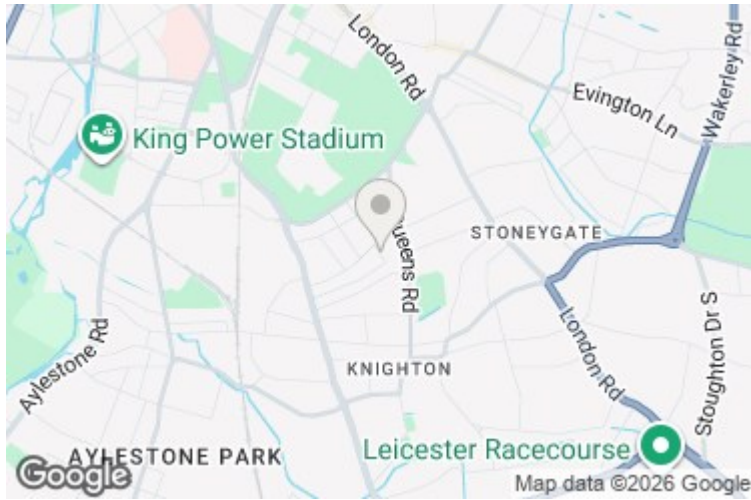 London Rd
Evington Ln
Wakerley Rd
King Power Stadium
Queens Rd
STONEYGATE
London Rd
Stoughton Dr S
Aylestone Rd
KNIGHTON
AYLESTONE PARK
Leicester Racecourse
Google
Map data ©2026 Google